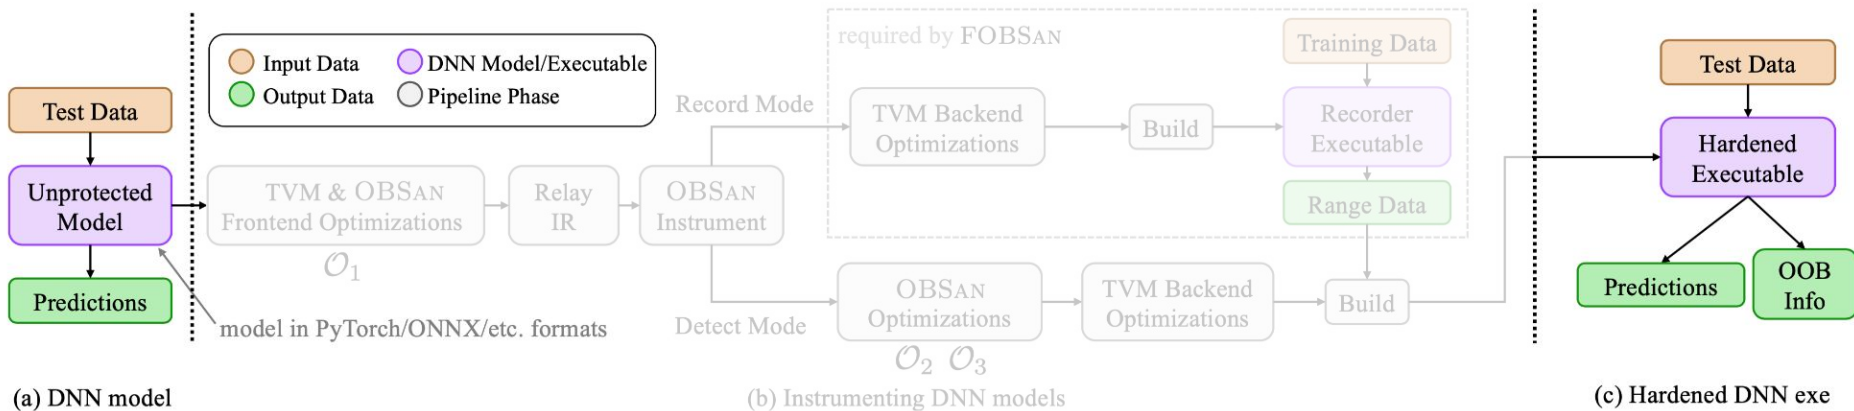 Test Data
Unprotected
Model
Predictions
Input Data
DNN Model/Executable
Output Data
Pipeline Phase
TVM & OBSAN
Frontend Optimizations
𝒪1
Relay
IR
OBSAN
Instrument
model in PyTorch/ONNX/etc. formats
Record Mode
Detect Mode
required by FOBSAN
TVM Backend
Optimizations
Build
Training Data
Recorder
Executable
Range Data
OBSAN
Optimizations
𝒪2 𝒪3
TVM Backend
Optimizations
Build
Test Data
Hardened
Executable
Predictions
OOB
Info
(a) DNN model
(b) Instrumenting DNN models
(c) Hardened DNN exe